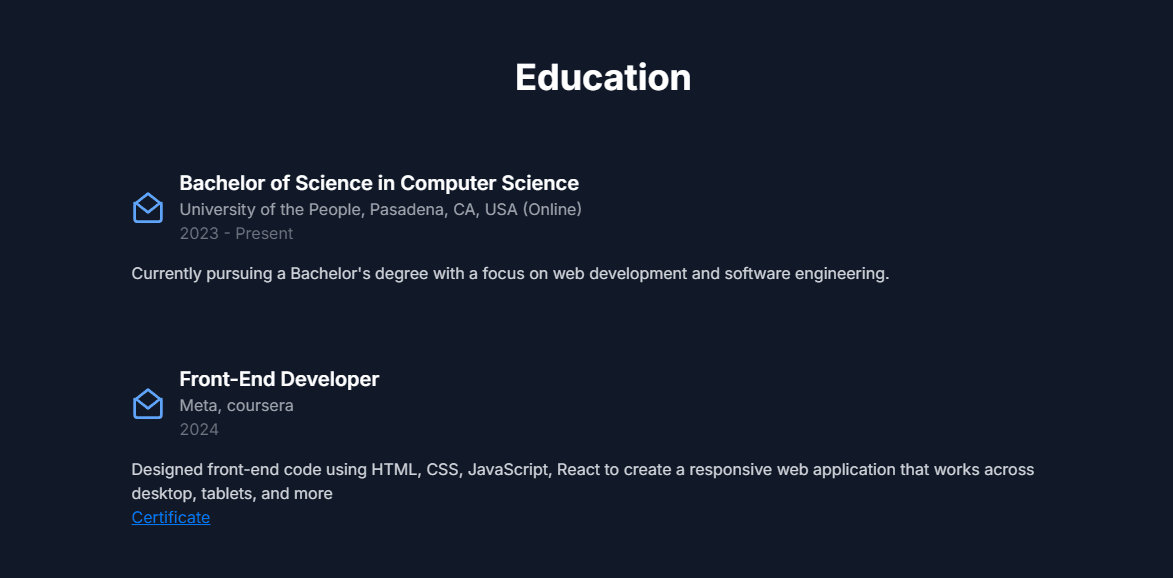 Education
Bachelor of Science in Computer Science
University of the People, Pasadena, CA, USA (Online)
2023 - Present
Currently pursuing a Bachelor's degree with a focus on web development and software engineering.
Front-End Developer
Meta, coursera
2024
Designed front-end code using HTML, CSS, JavaScript, React to create a responsive web application that works across
desktop, tablets, and more
Certificate